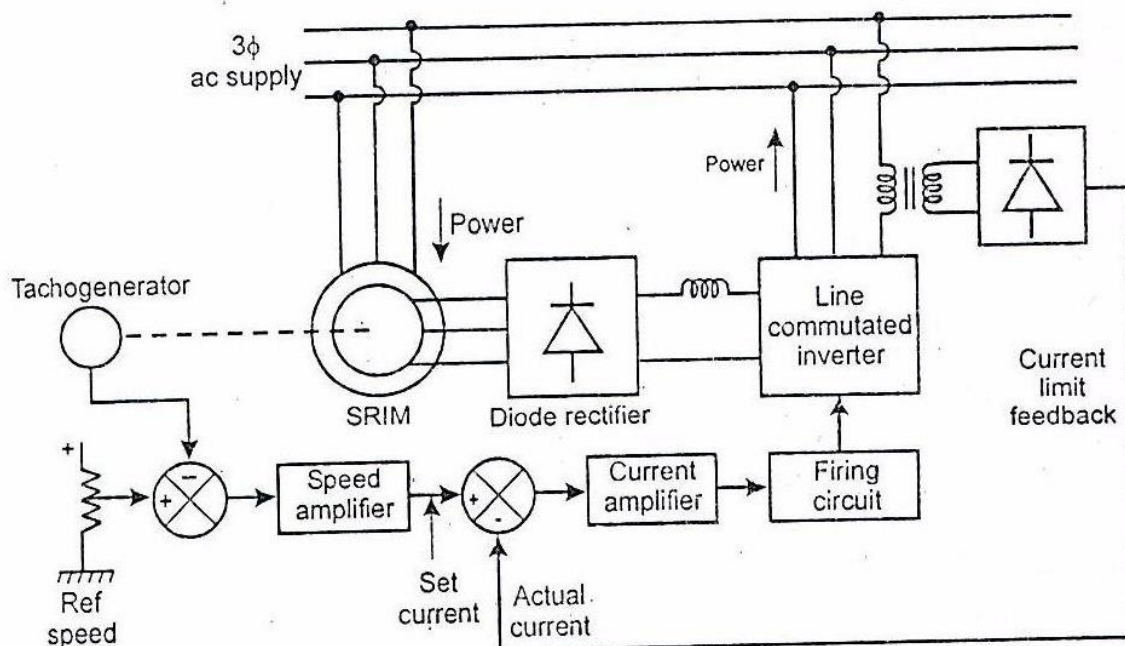 3ϕ
ac supply
Power
Power
Tachogenerator
Line
commutated
inverter
SRIM
Diode rectifier
Current
limit
feedback
+
−
+
Speed
amplifier
+
-
Current
amplifier
Firing
circuit
Set
current
Actual
current
Ref
speed